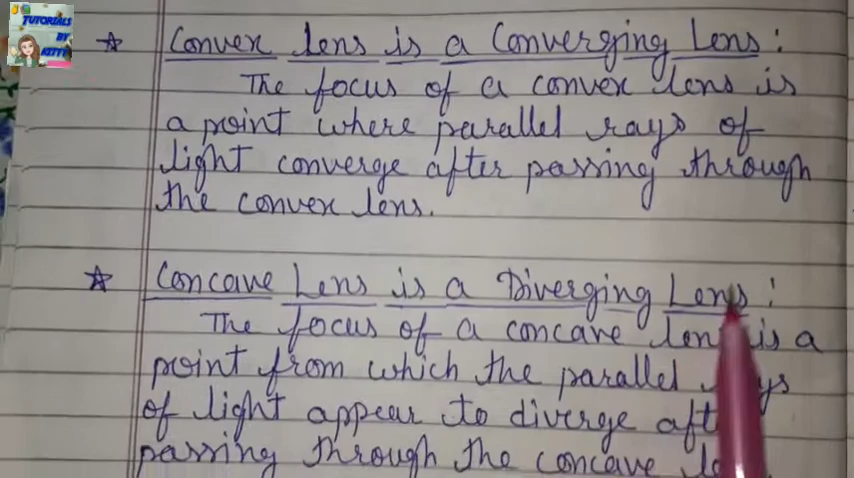 TUTORIALS
BY
KITTY
☆ Convex lens is a Converging Lens:
The focus of a convex lens is
a point where parallel rays of
light converge after passing through
the convex lens.
☆ Concave Lens is a Diverging Lens:
The focus of a concave lens is a
point from which the parallel
of light appear to diverge
passing through the concave